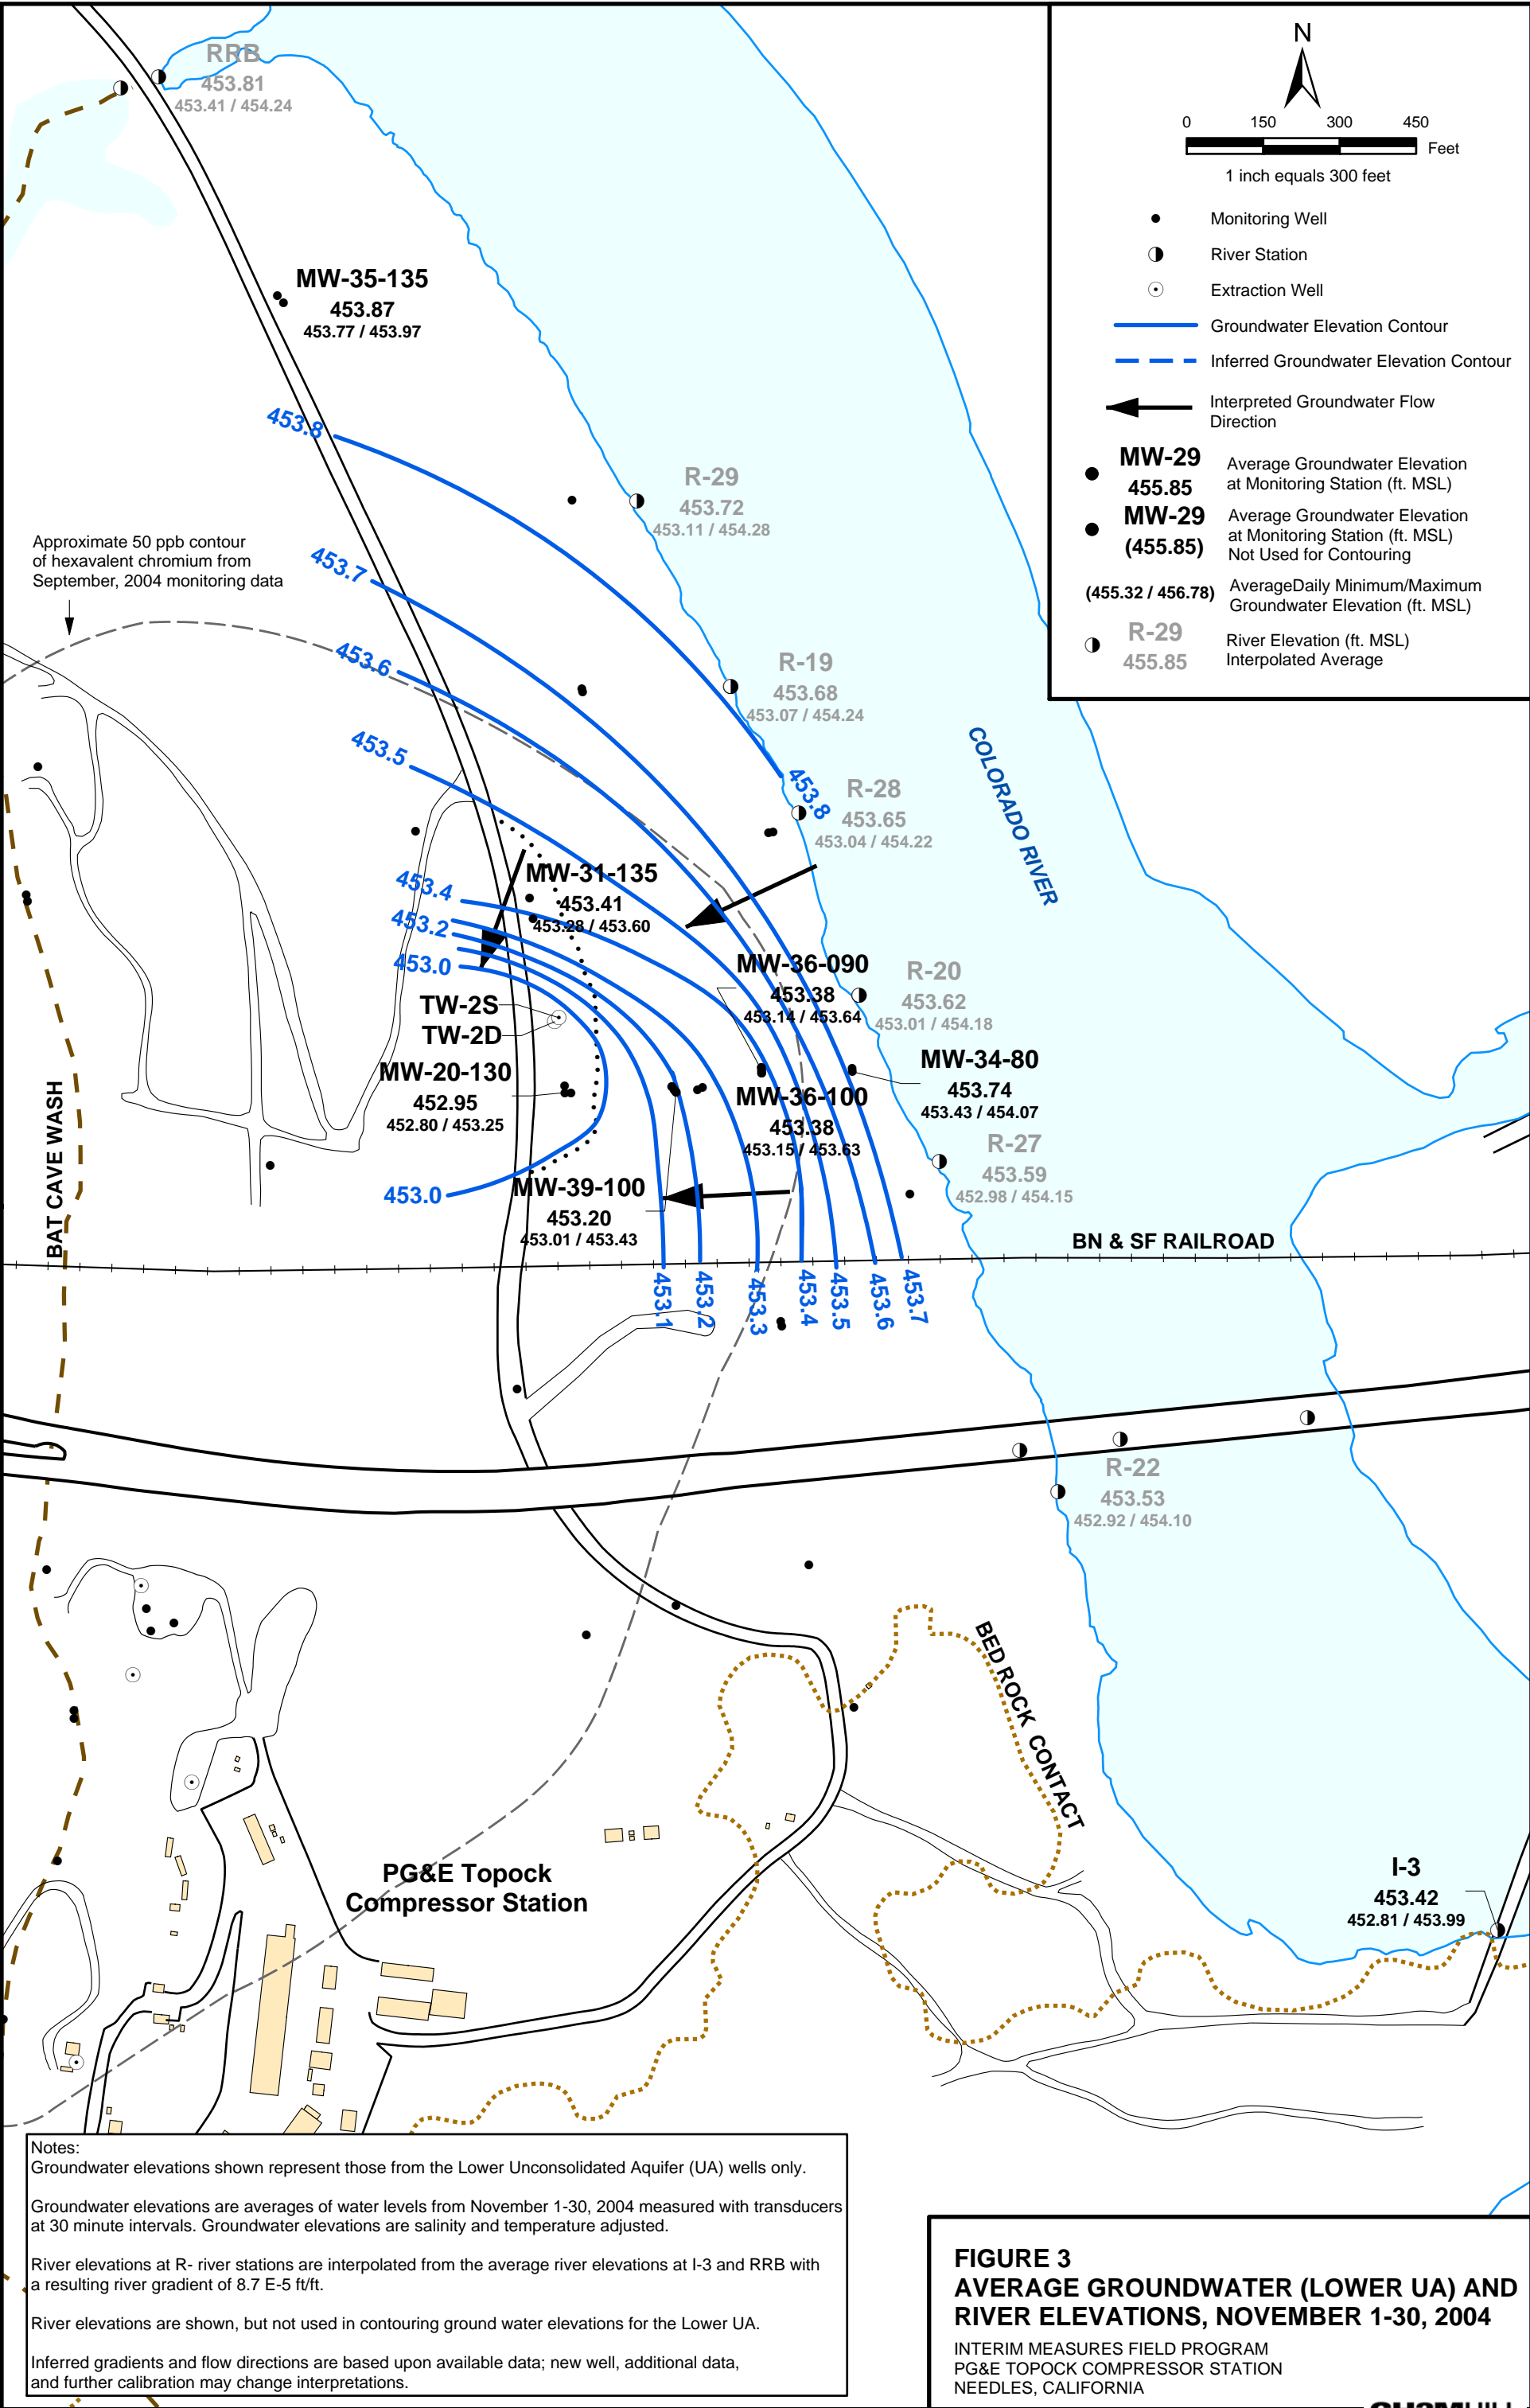 RRB
453.81
453.41 / 454.24
MW-35-135
453.87
453.77 / 453.97
453.8
R-29
453.72
453.11 / 454.28
Approximate 50 ppb contour
of hexavalent chromium from
September, 2004 monitoring data
453.7
453.6
R-19
453.68
453.07 / 454.24
453.5
453.8
R-28
453.65
453.04 / 454.22
COLORADO RIVER
MW-31-135
453.41
453.28 / 453.60
453.4
453.2
453.0
MW-36-090
453.38
453.14 / 453.64
R-20
453.62
453.01 / 454.18
TW-2S
TW-2D
MW-20-130
452.95
452.80 / 453.25
MW-34-80
453.74
453.43 / 454.07
MW-36-100
453.38
453.15 / 453.63
R-27
453.59
452.98 / 454.15
BAT CAVE WASH
453.0
MW-39-100
453.20
453.01 / 453.43
BN & SF RAILROAD
453.1
453.2
453.3
453.4
453.5
453.6
453.7
R-22
453.53
452.92 / 454.10
BEDROCK CONTACT
PG&E Topock
Compressor Station
I-3
453.42
452.81 / 453.99
N
0 150 300 450
Feet
1 inch equals 300 feet
Monitoring Well
River Station
Extraction Well
Groundwater Elevation Contour
Inferred Groundwater Elevation Contour
Interpreted Groundwater Flow
Direction
MW-29
455.85
Average Groundwater Elevation
at Monitoring Station (ft. MSL)
MW-29
(455.85)
Average Groundwater Elevation
at Monitoring Station (ft. MSL)
Not Used for Contouring
(455.32 / 456.78)
AverageDaily Minimum/Maximum
Groundwater Elevation (ft. MSL)
R-29
455.85
River Elevation (ft. MSL)
Interpolated Average
Notes:
Groundwater elevations shown represent those from the Lower Unconsolidated Aquifer (UA) wells only.
Groundwater elevations are averages of water levels from November 1-30, 2004 measured with transducers
at 30 minute intervals. Groundwater elevations are salinity and temperature adjusted.
River elevations at R- river stations are interpolated from the average river elevations at I-3 and RRB with
a resulting river gradient of 8.7 E-5 ft/ft.
River elevations are shown, but not used in contouring ground water elevations for the Lower UA.
Inferred gradients and flow directions are based upon available data; new well, additional data,
and further calibration may change interpretations.
FIGURE 3
AVERAGE GROUNDWATER (LOWER UA) AND
RIVER ELEVATIONS, NOVEMBER 1-30, 2004
INTERIM MEASURES FIELD PROGRAM
PG&E TOPOCK COMPRESSOR STATION
NEEDLES, CALIFORNIA